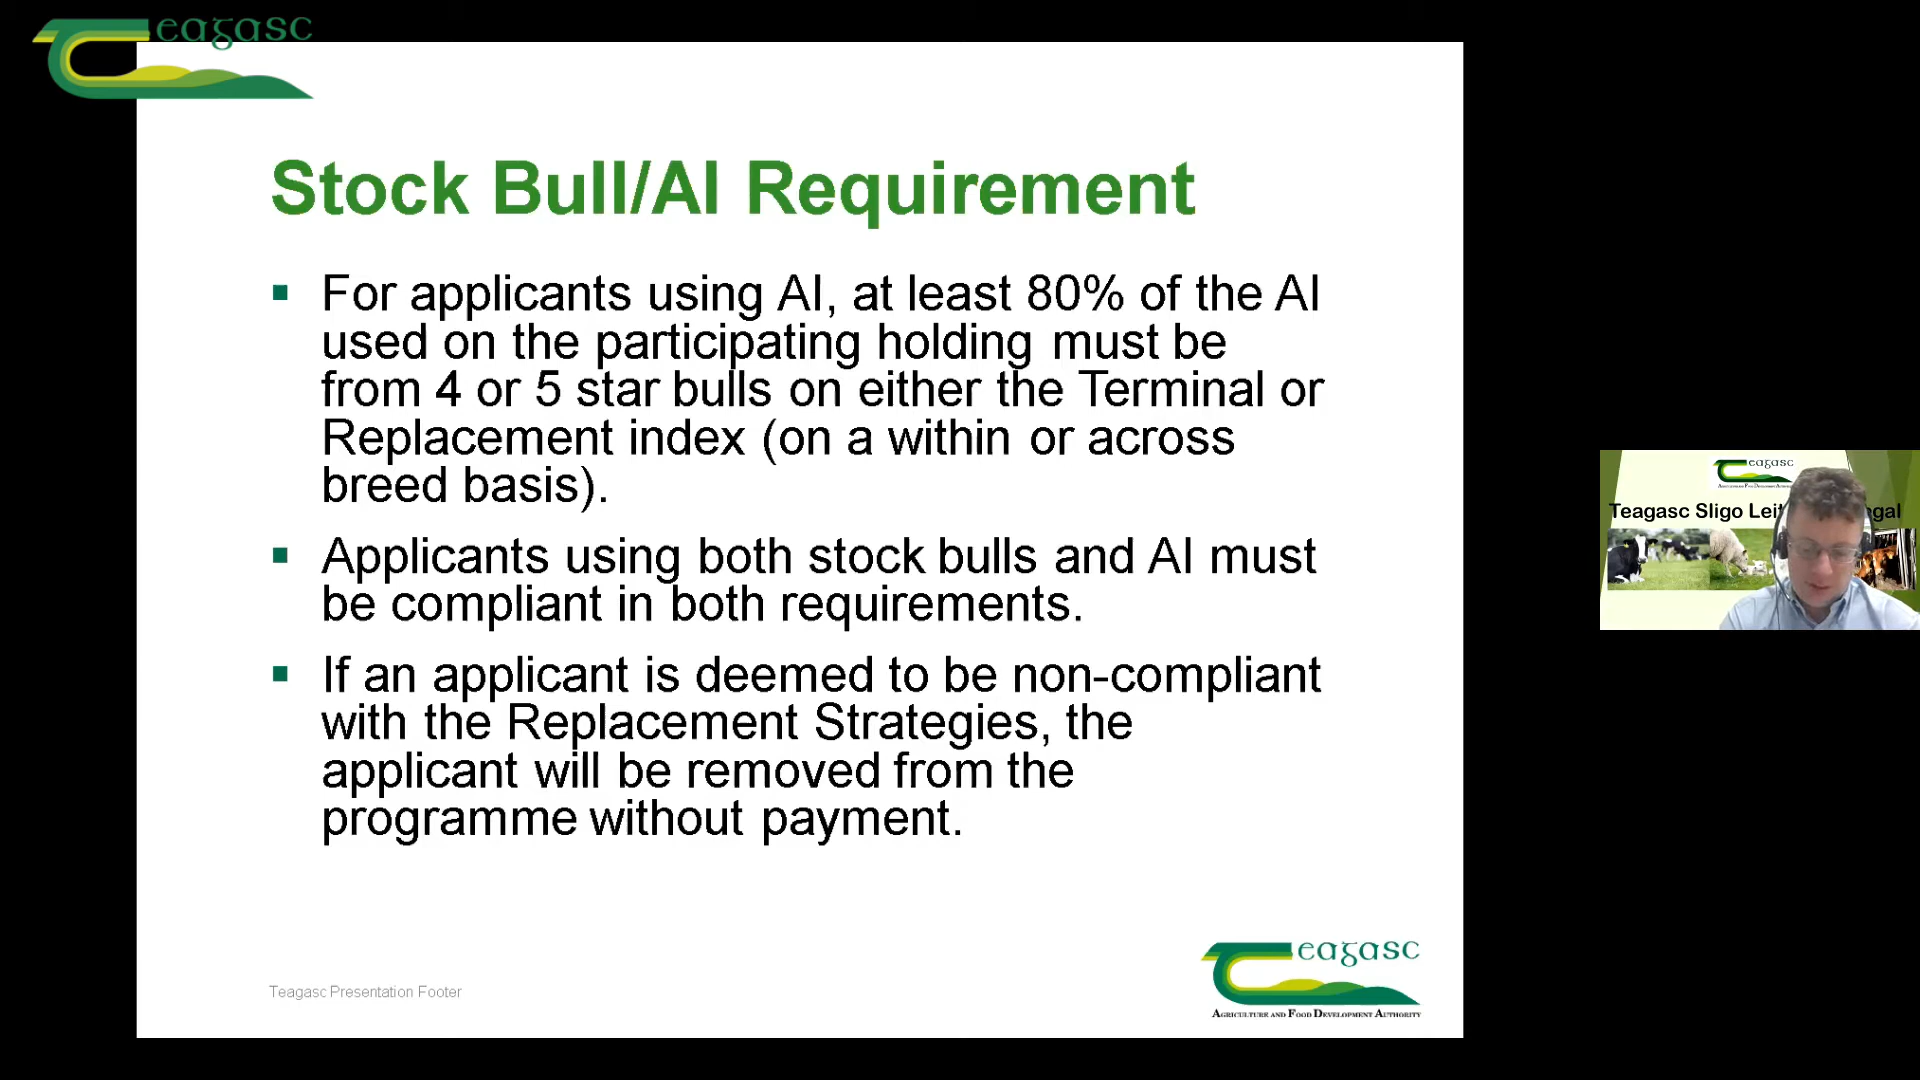 eagasc
Stock Bull/AI Requirement
▪ For applicants using AI, at least 80% of the AI
used on the participating holding must be
from 4 or 5 star bulls on either the Terminal or
Replacement index (on a within or across
breed basis).
▪ Applicants using both stock bulls and AI must
be compliant in both requirements.
▪ If an applicant is deemed to be non-compliant
with the Replacement Strategies, the
applicant will be removed from the
programme without payment.
eagasc
AGRICULTURE AND FOOD DEVELOPMENT AUTHORITY
Teagasc Presentation Footer
eagasc
Teagasc Sligo